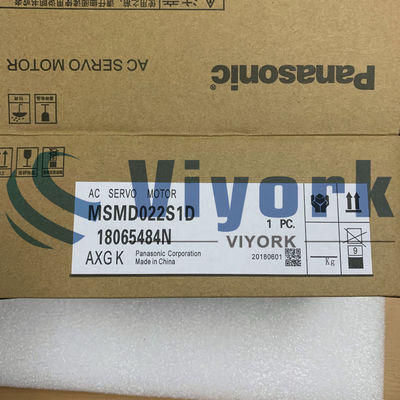 Panasonic
AC SERVO MOTOR
Viyork
AC SERVO MOTOR
MSMD022S1D
1 PC.
18065484N
VIYORK
AXGK
Panasonic Corporation
Made in China
20180601
Kg
9